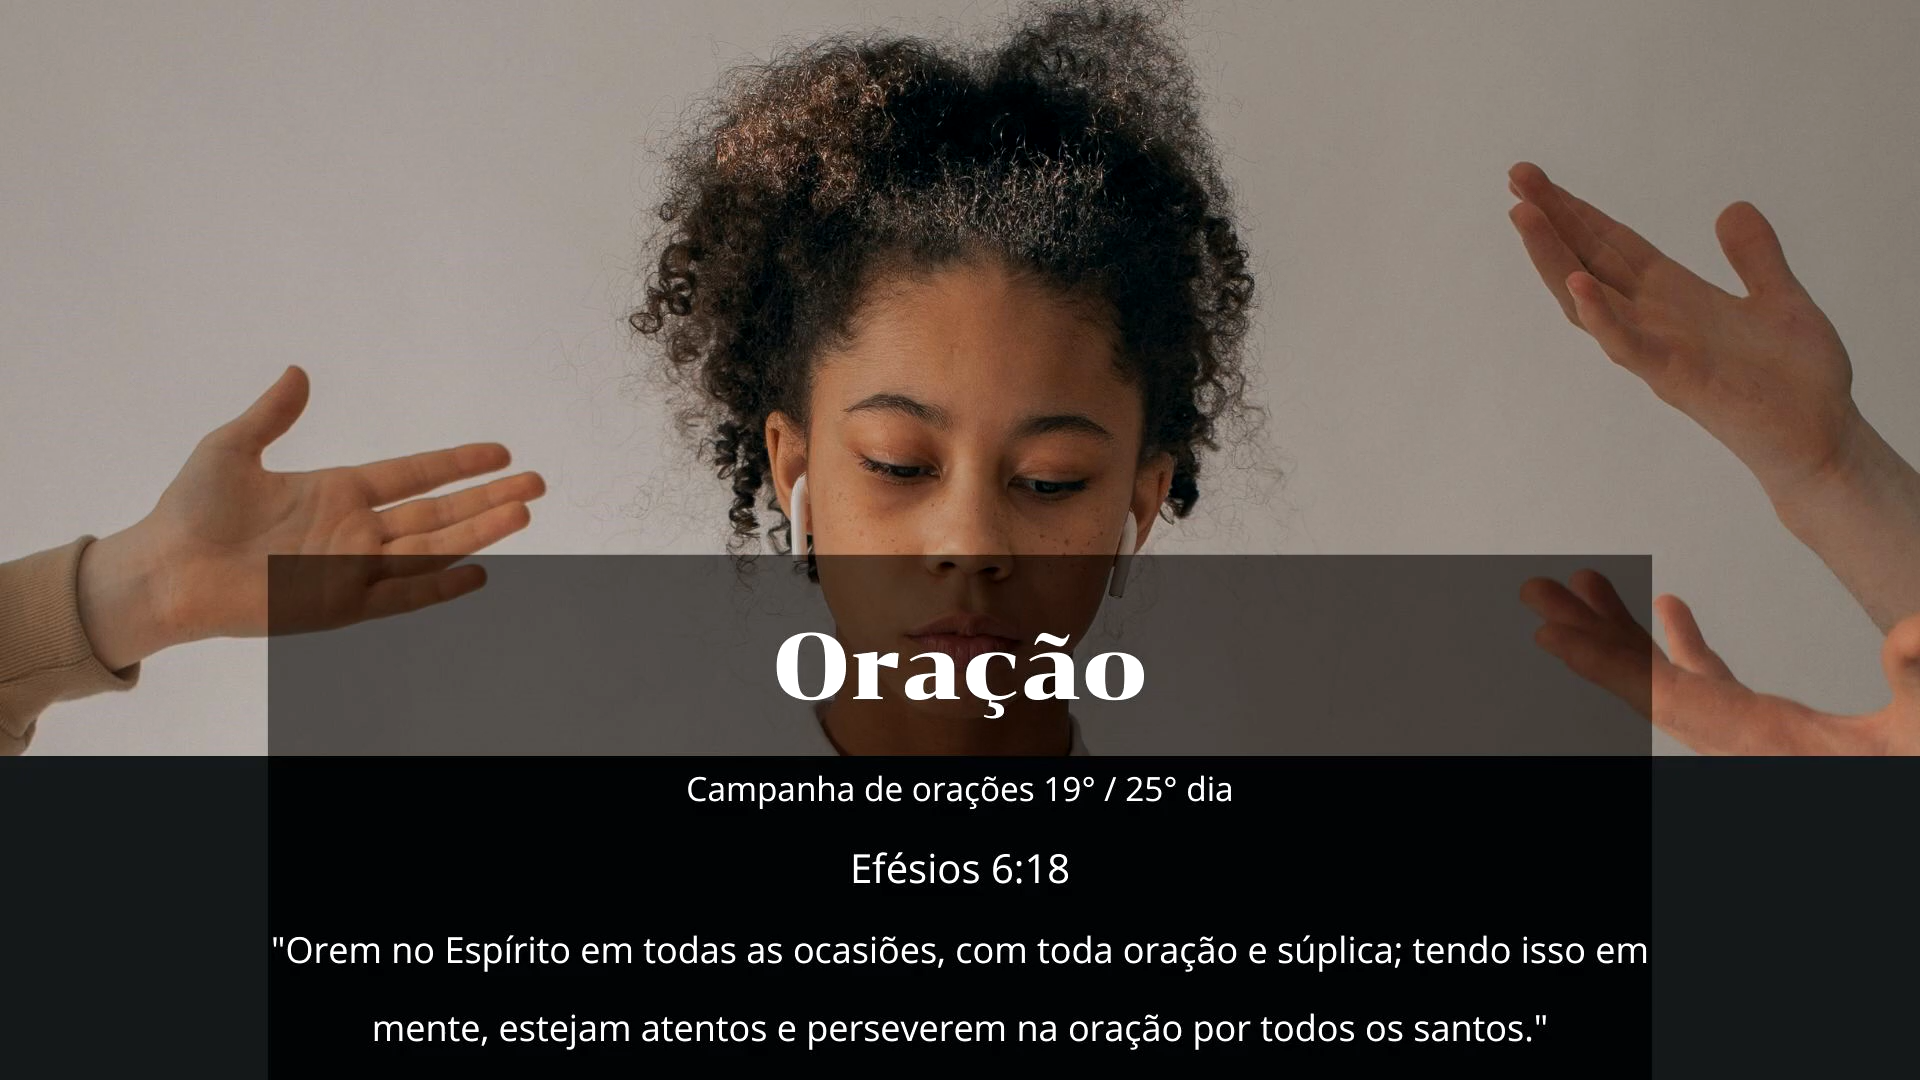 Oração
Campanha de orações 19° / 25° dia
Efésios 6:18
"Orem no Espírito em todas as ocasiões, com toda oração e súplica; tendo isso em
mente, estejam atentos e perseverem na oração por todos os santos."